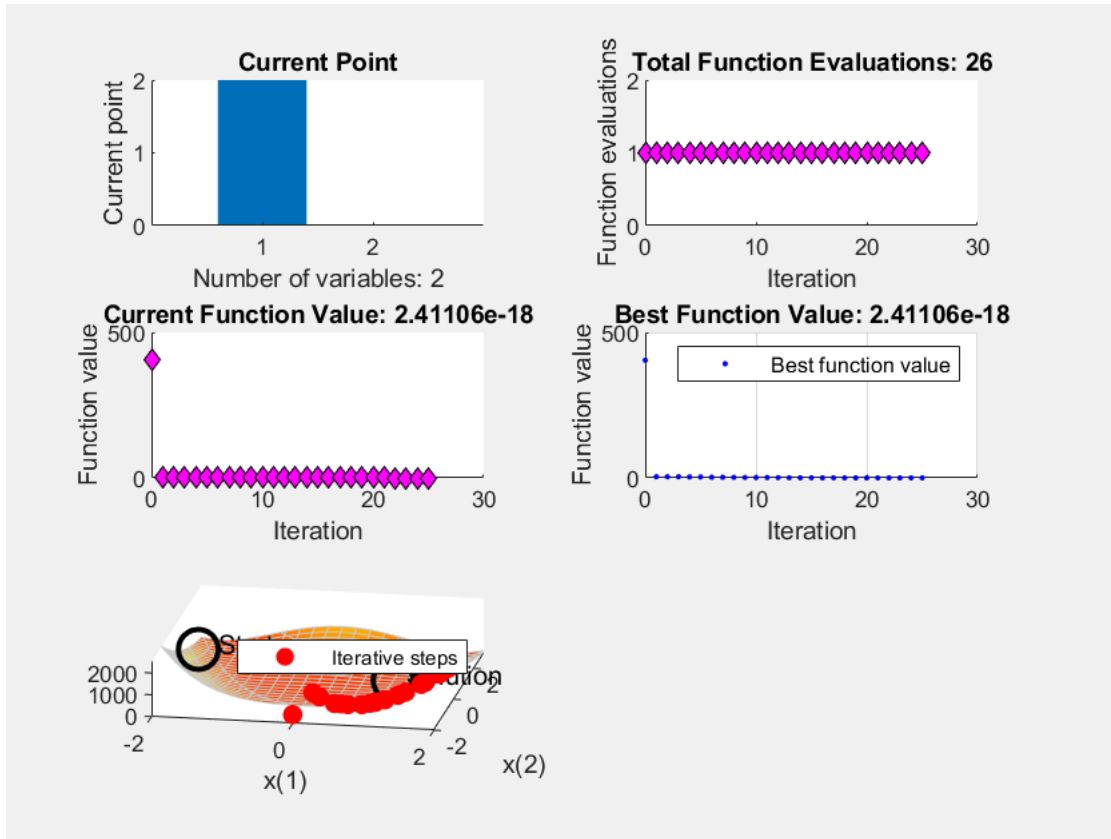 Current Point
Current point
2
1
0
1 2
Number of variables: 2
Total Function Evaluations: 26
Function evaluations
2
1
0
0 10 20 30
Iteration
Current Function Value: 2.41106e-18
Function value
500
0
0 10 20 30
Iteration
Best Function Value: 2.41106e-18
Function value
500
0
Best function value
0 10 20 30
Iteration
Iterative steps
2000
1000
0
-2 0 2
x(1)
-2 0 2
x(2)